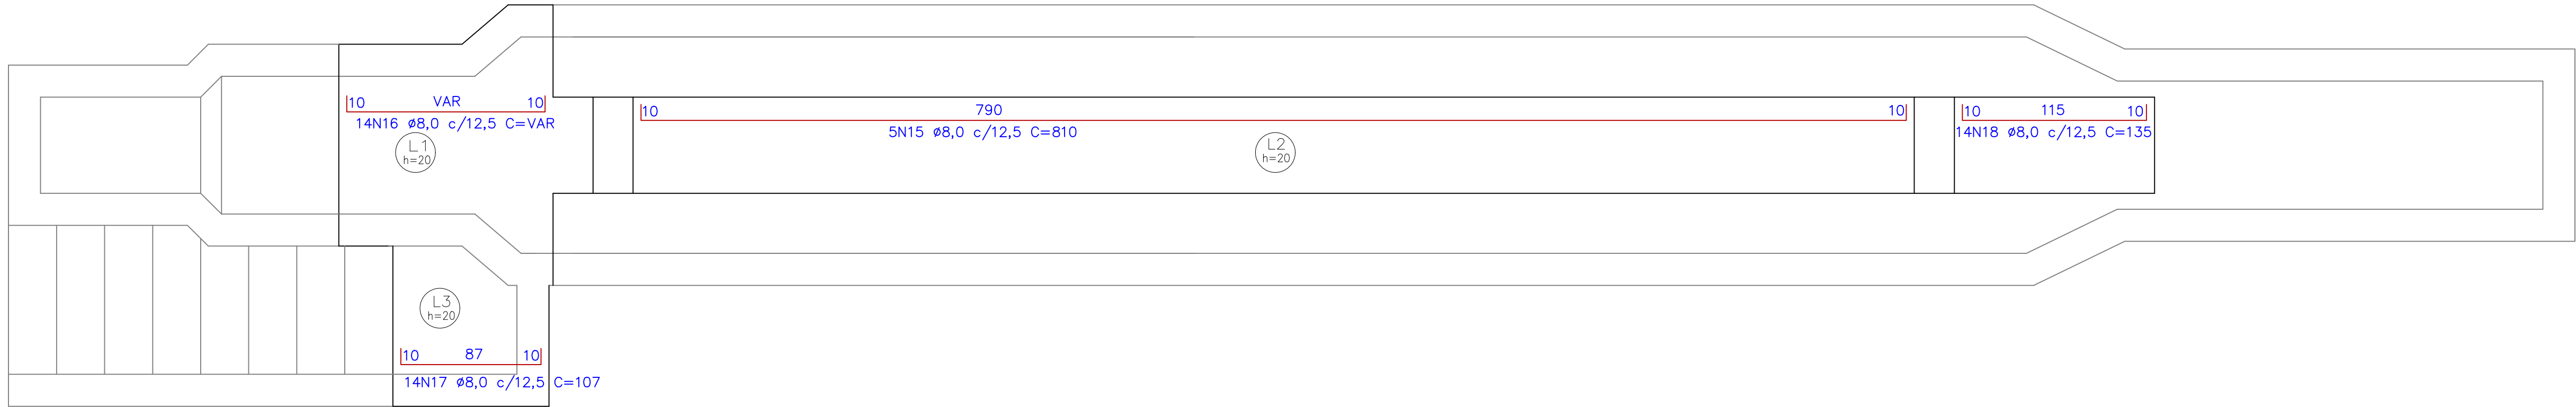 10 VAR 10
14N16 ø8,0 c/12,5 C=VAR
L1
h=20
10 790 10
5N15 ø8,0 c/12,5 C=810
L2
h=20
10 115 10
14N18 ø8,0 c/12,5 C=135
L3
h=20
10 87 10
14N17 ø8,0 c/12,5 C=107